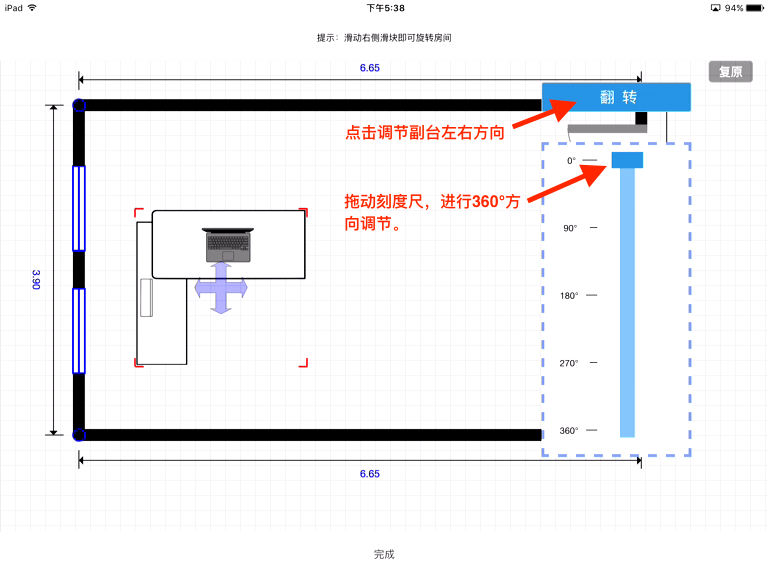 iPad
下午5:38
94%
提示：滑动右侧滑块即可旋转房间
6.65
复原
翻 转
点击调节副台左右方向
0°
拖动刻度尺，进行360°方
向调节。
90°
3.90
180°
270°
360°
6.65
完成